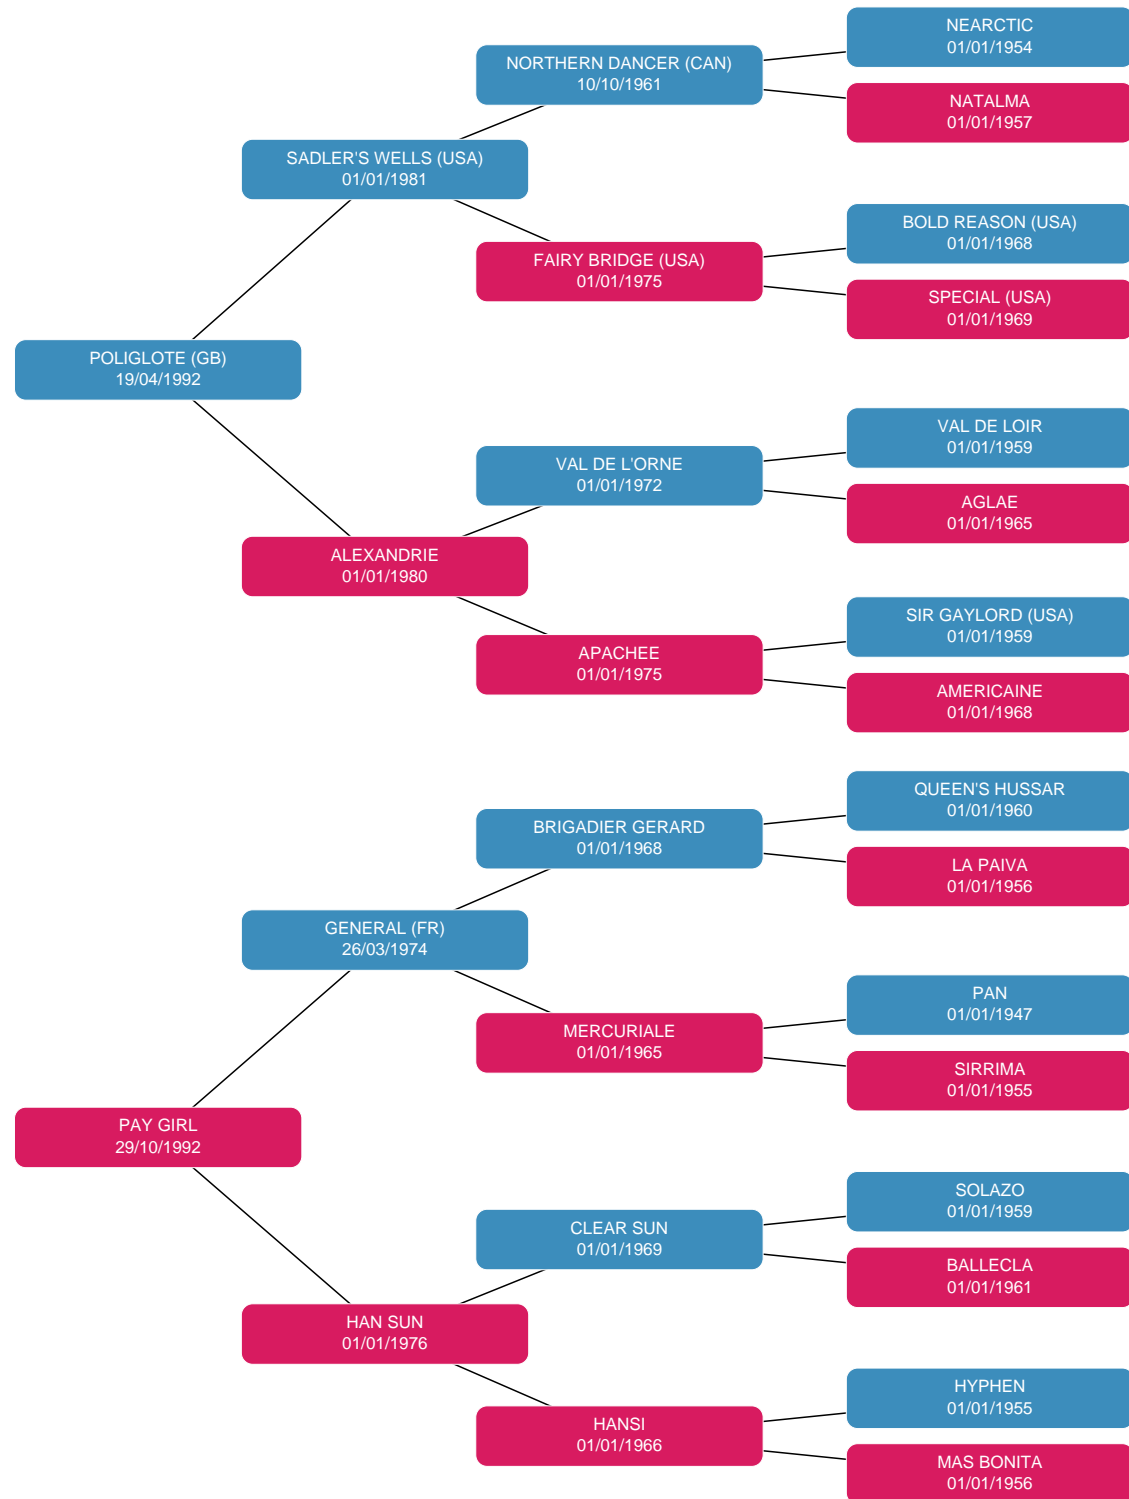 NEARCTIC
01/01/1954
NORTHERN DANCER (CAN)
10/10/1961
NATALMA
01/01/1957
SADLER'S WELLS (USA)
01/01/1981
BOLD REASON (USA)
01/01/1968
FAIRY BRIDGE (USA)
01/01/1975
SPECIAL (USA)
01/01/1969
POLIGLOTE (GB)
19/04/1992
VAL DE LOIR
01/01/1959
VAL DE L'ORNE
01/01/1972
AGLAE
01/01/1965
ALEXANDRIE
01/01/1980
SIR GAYLORD (USA)
01/01/1959
APACHEE
01/01/1975
AMERICAINE
01/01/1968
QUEEN'S HUSSAR
01/01/1960
BRIGADIER GERARD
01/01/1968
LA PAIVA
01/01/1956
GENERAL (FR)
26/03/1974
PAN
01/01/1947
MERCURIALE
01/01/1965
SIRRIMA
01/01/1955
PAY GIRL
29/10/1992
SOLAZO
01/01/1959
CLEAR SUN
01/01/1969
BALLECLA
01/01/1961
HAN SUN
01/01/1976
HYPHEN
01/01/1955
HANSI
01/01/1966
MAS BONITA
01/01/1956